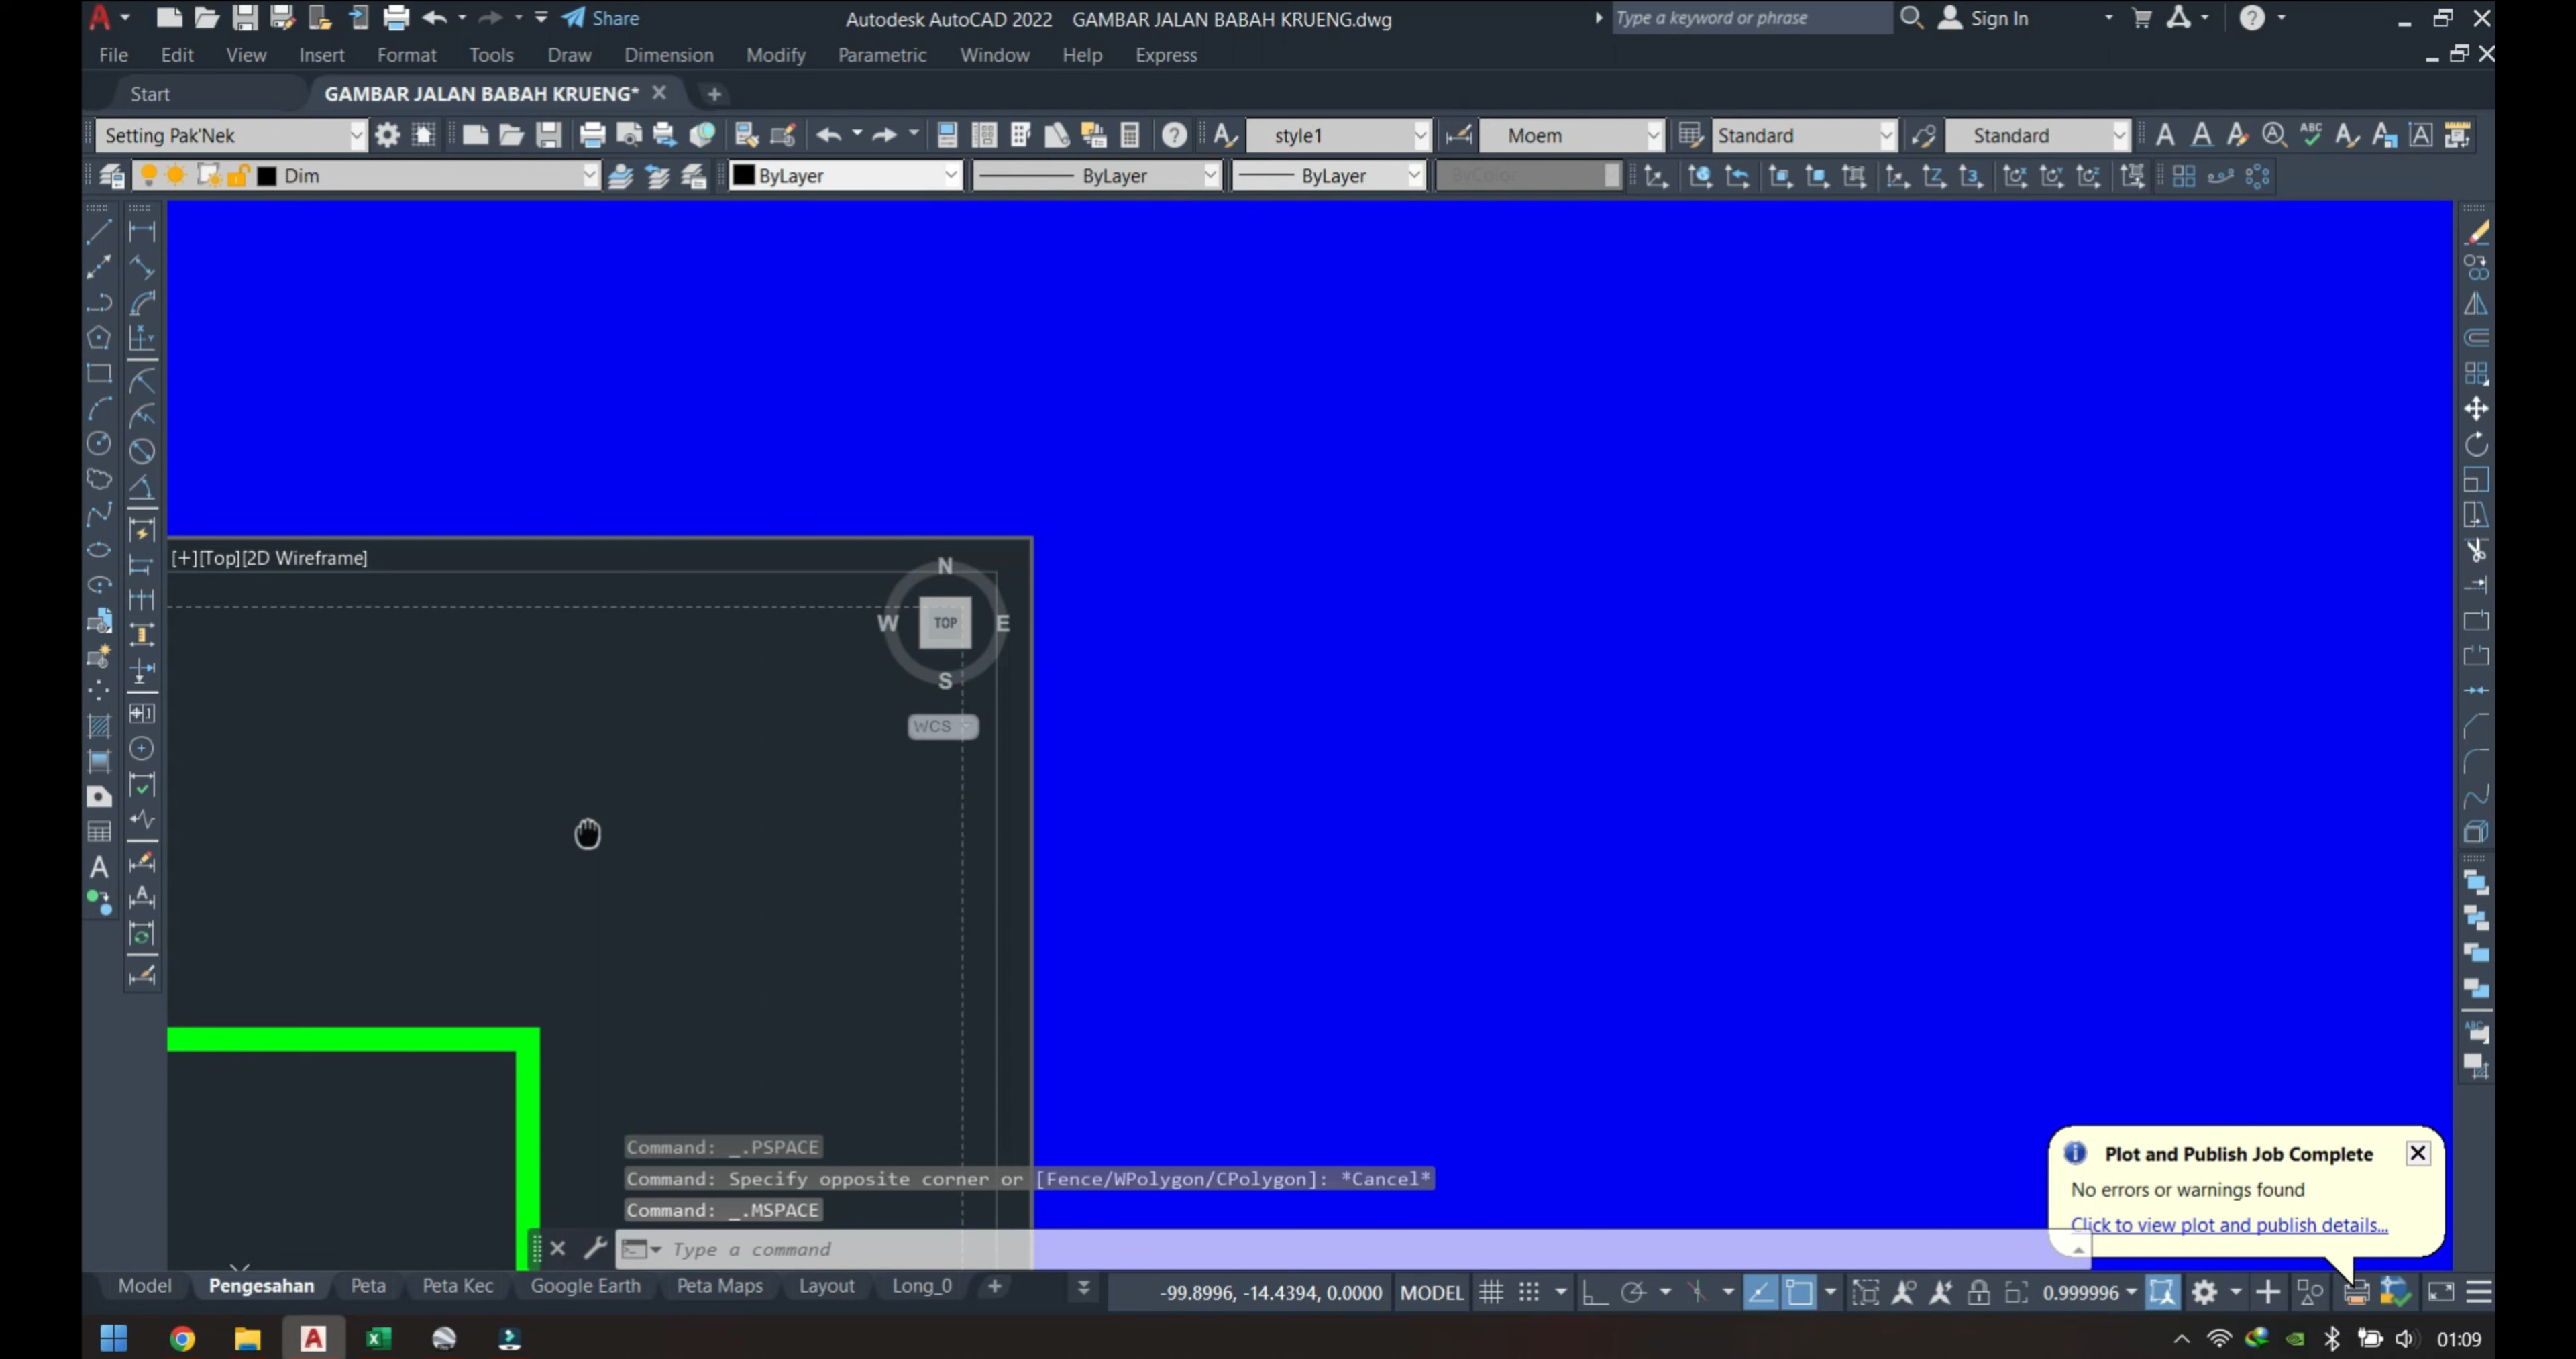 Share
Autodesk AutoCAD 2022 GAMBAR JALAN BABAH KRUENG.dwg
Type a keyword or phrase
Sign In
File Edit View Insert Format Tools Draw Dimension Modify Parametric Window Help Express
Start
GAMBAR JALAN BABAH KRUENG*
Setting Pak'Nek
style1
Moem
Standard
Standard
Dim
ByLayer
ByLayer
ByLayer
ByColor
[+][Top][2D Wireframe]
N
W TOP E
S
WCS
Command: _.PSPACE
Command: Specify opposite corner or [Fence/WPolygon/CPolygon]: *Cancel*
Command: _.MSPACE
Type a command
Plot and Publish Job Complete
No errors or warnings found
Click to view plot and publish details...
Model Pengesahan Peta Peta Kec Google Earth Peta Maps Layout Long_0
-99.8996, -14.4394, 0.0000 MODEL
0.999996
01:09